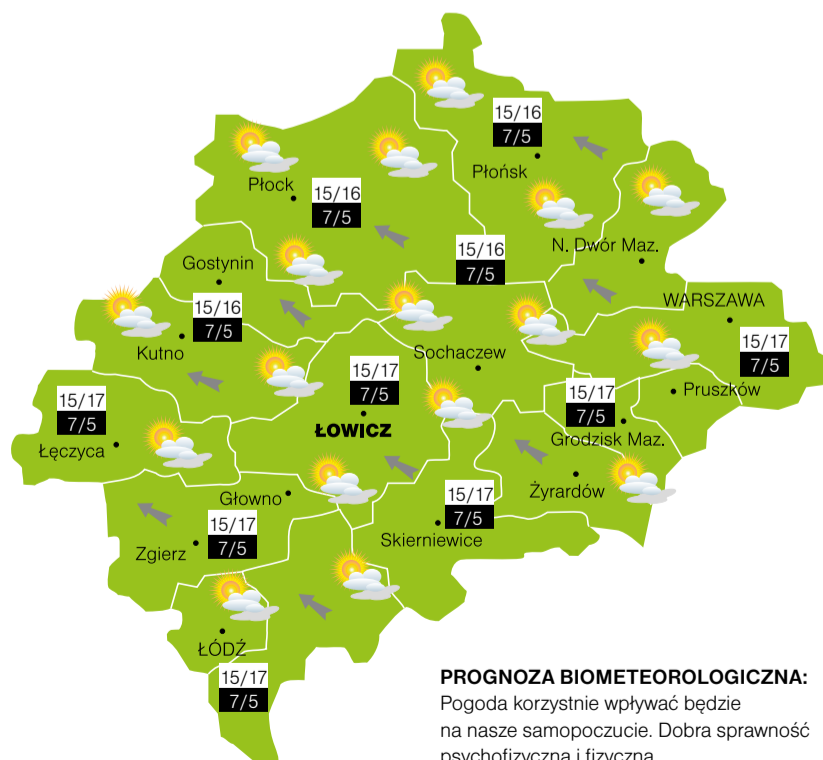 15/16
7/5
Płońsk
Płock
15/16
7/5
15/16
7/5
N. Dwór Maz.
Gostynin
WARSZAWA
15/16
7/5
Kutno
Sochaczew
15/17
7/5
15/17
7/5
Pruszków
15/17
7/5
ŁOWICZ
15/17
7/5
Grodzisk Maz.
Łęczyca
Głowno
Żyrardów
15/17
7/5
Skierniewice
15/17
7/5
Zgierz
ŁÓDŹ
15/17
7/5
PROGNOZA BIOMETEOROLOGICZNA:
Pogoda korzystnie wpływać będzie
na nasze samopoczucie. Dobra sprawność
psychofizyczna i fizyczna